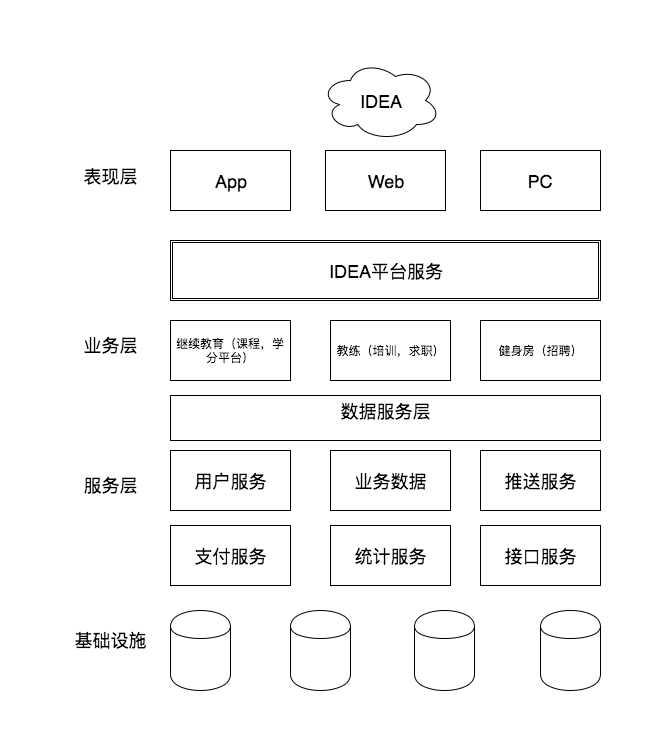 IDEA
表现层
App
Web
PC
IDEA平台服务
业务层
继续教育（课程，学
分平台）
教练（培训，求职）
健身房（招聘）
数据服务层
服务层
用户服务
业务数据
推送服务
支付服务
统计服务
接口服务
基础设施